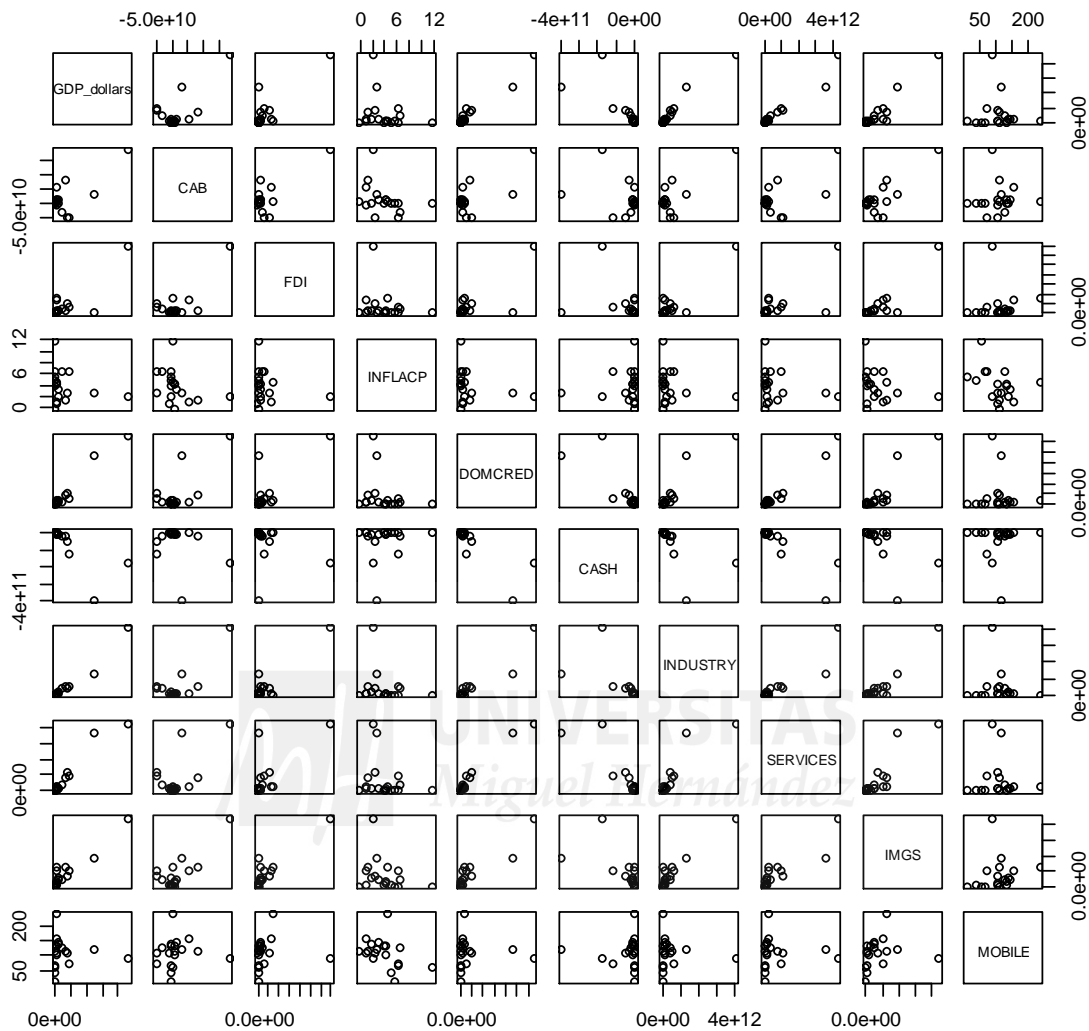 -5.0e+10 0 6 12 -4e+11 0e+00 0e+00 4e+12 50 200
GDP_dollars
0e+00
CAB
-5.0e+10
FDI
0.0e+00
INFLACP
0 6 12
DOMCRED
0.0e+00
CASH
-4e+11
INDUSTRY
0e+00
UNIVERSITAS
SERVICES
0e+00
Miguel Hernández
IMGS
0.0e+00
MOBILE
50 200
0e+00 0.0e+00 0.0e+00 0e+00 4e+12 0.0e+00